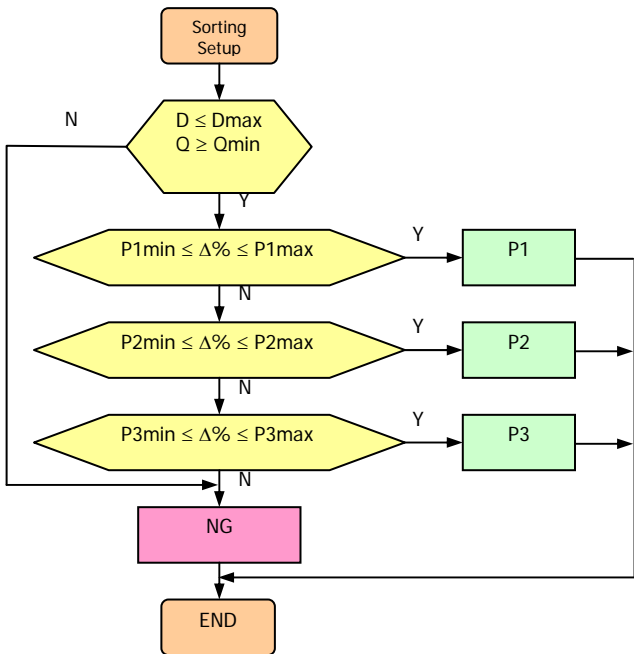 Sorting
Setup
N
D ≤ Dmax
Q ≥ Qmin
Y
P1min ≤ Δ% ≤ P1max
Y
P1
N
P2min ≤ Δ% ≤ P2max
Y
P2
N
P3min ≤ Δ% ≤ P3max
Y
P3
N
NG
END